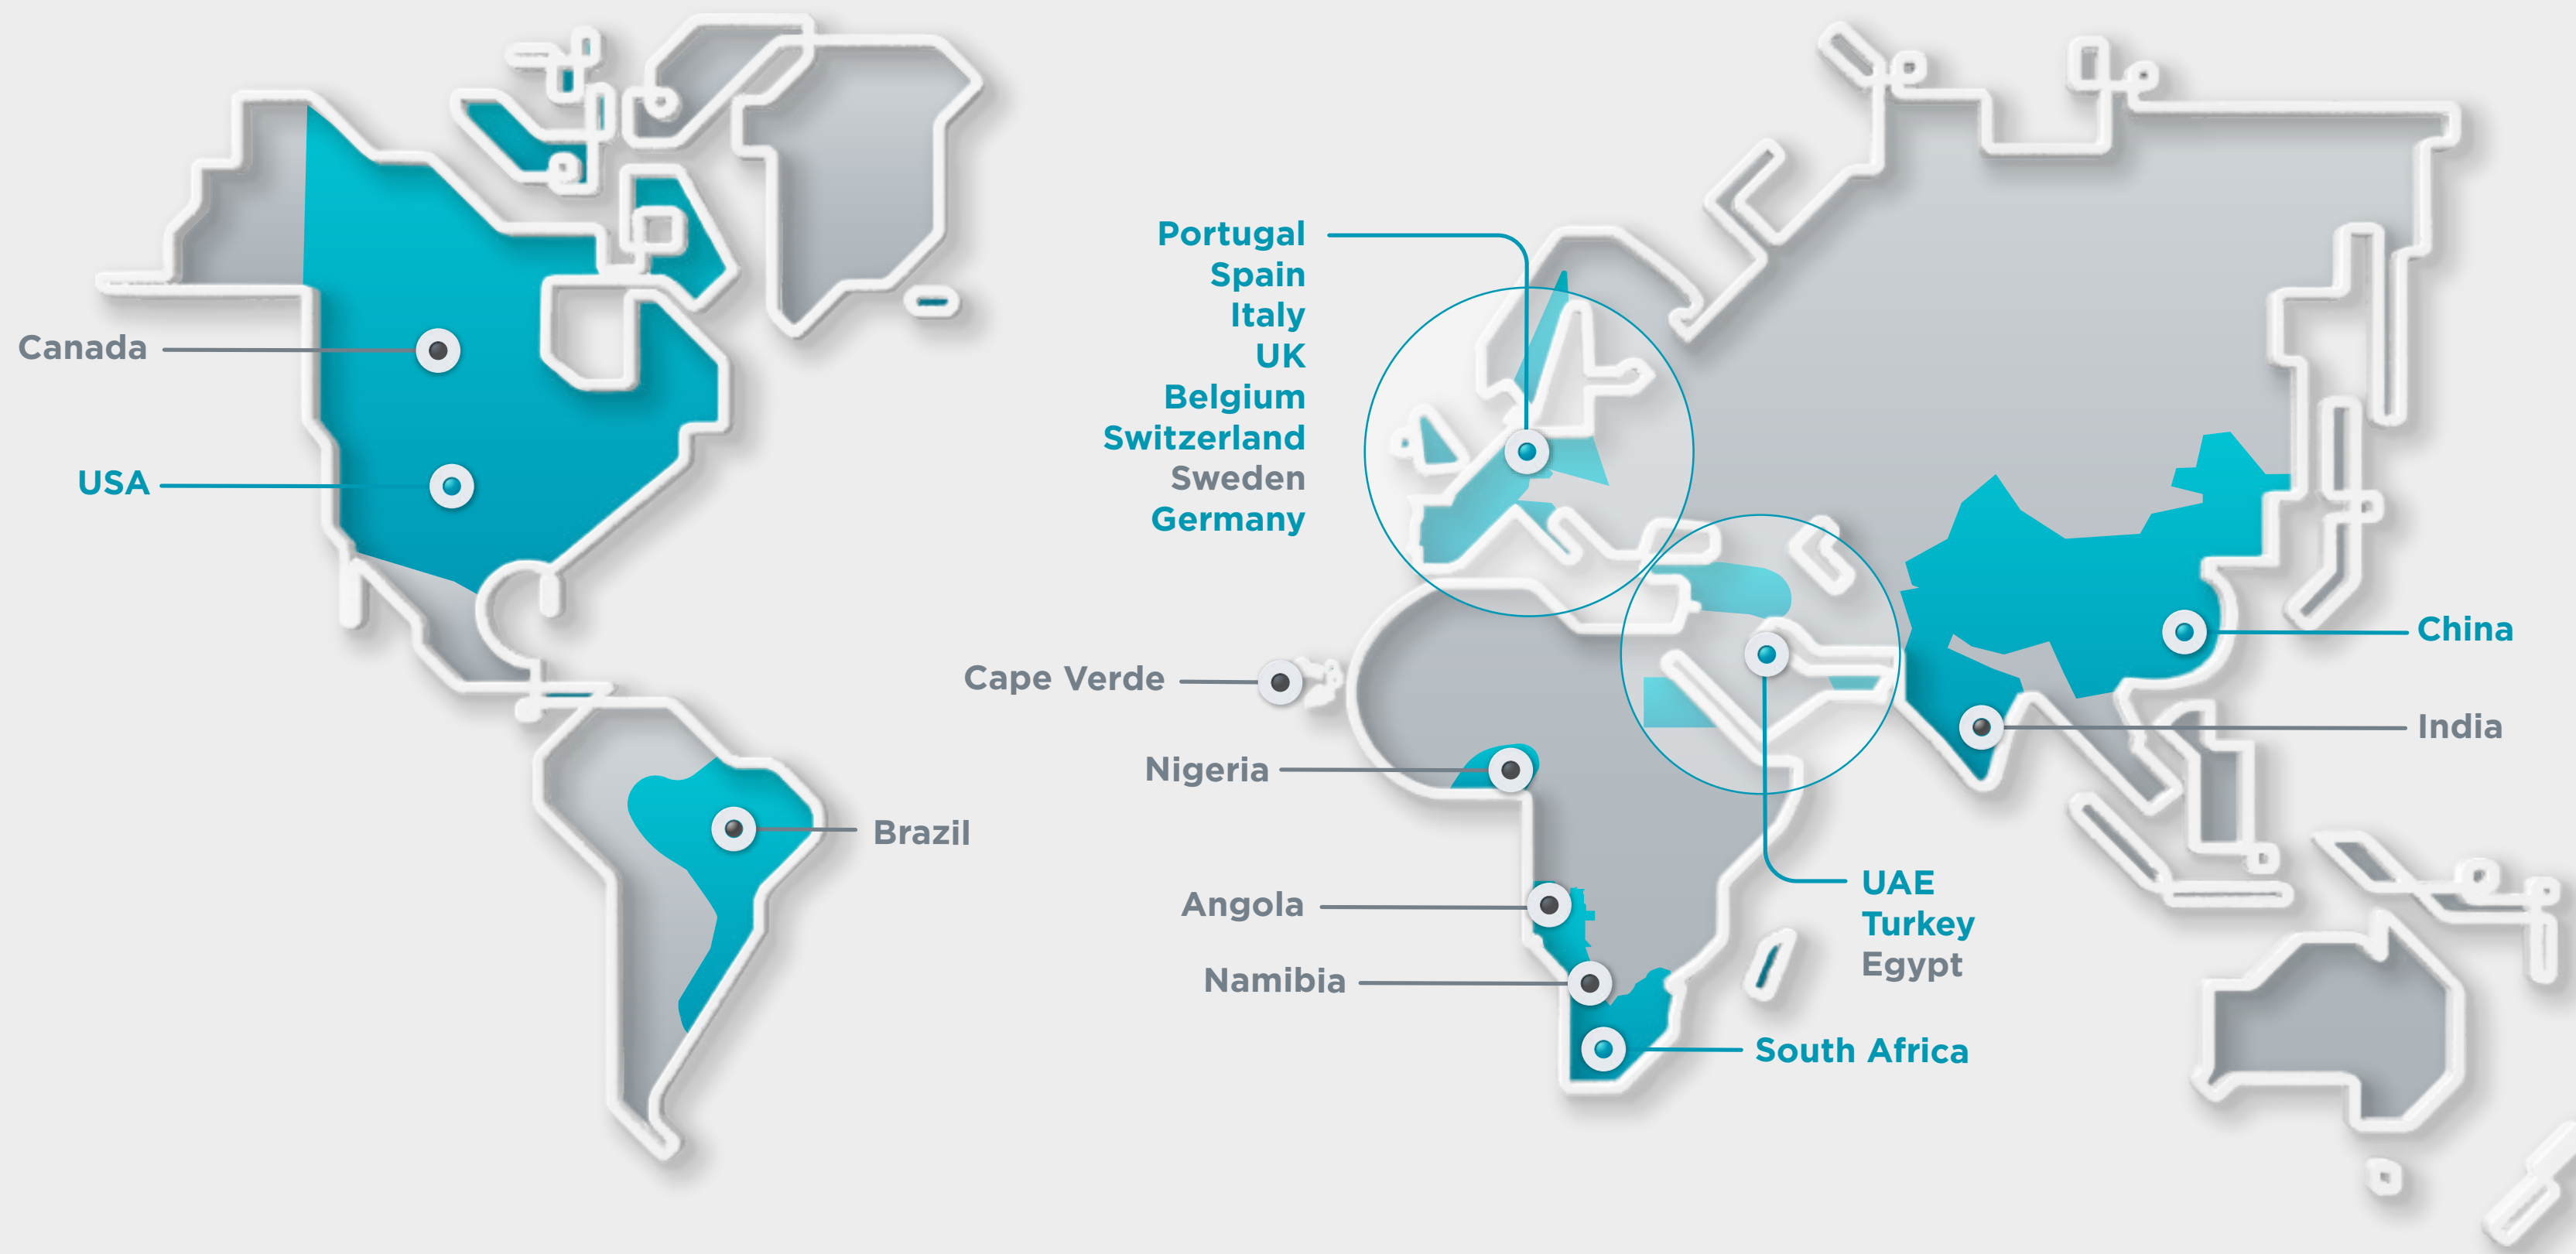 Canada
USA
Brazil
Portugal
Spain
Italy
UK
Belgium
Switzerland
Sweden
Germany
Cape Verde
Nigeria
Angola
Namibia
South Africa
UAE
Turkey
Egypt
China
India